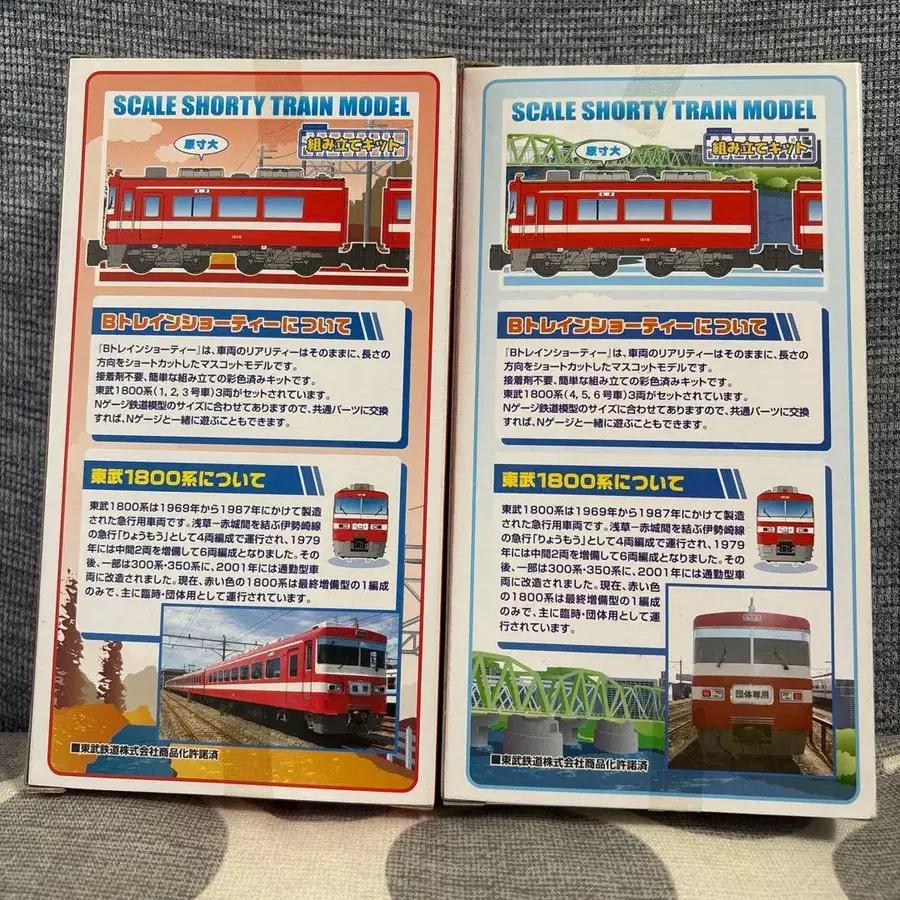 SCALE SHORTY TRAIN MODEL
原寸大
組み立てキット
Bトレインショーティーについて
『Bトレインショーティー』は、車両のリアリティーはそのままに、長さの
方向をショートカットしたマスコットモデルです。
接着剤不要、簡単な組み立ての彩色済みキットです。
東武1800系(1,2,3号車)3両がセットされています。
Nゲージ鉄道模型のサイズに合わせてありますので、共通パーツに交換
すれば、Nゲージと一緒に遊ぶこともできます。
東武1800系について
東武1800系は1969年から1987年にかけて製造
された急行用車両です。浅草ー赤城間を結ぶ伊勢崎線
の急行「りょうもう」として4両編成で運行され、1979
年には中間2両を増備して6両編成となりました。その
後、一部は300系・350系に、2001年には通勤型車
両に改造されました。現在、赤い色の1800系は最終増備型の1編成
のみで、主に臨時・団体用として運行されています。
■東武鉄道株式会社商品化許諾済
SCALE SHORTY TRAIN MODEL
原寸大
組み立てキット
Bトレインショーティーについて
『Bトレインショーティー』は、車両のリアリティーはそのままに、長さの
方向をショートカットしたマスコットモデルです。
接着剤不要、簡単な組み立ての彩色済みキットです。
東武1800系(4,5,6号車)3両がセットされています。
Nゲージ鉄道模型のサイズに合わせてありますので、共通パーツに交換
すれば、Nゲージと一緒に遊ぶこともできます。
東武1800系について
東武1800系は1969年から1987年にかけて製造
された急行用車両です。浅草ー赤城間を結ぶ伊勢崎線
の急行「りょうもう」として4両編成で運行され、1979
年には中間2両を増備して6両編成となりました。その
後、一部は300系・350系に、2001年には通勤型車
両に改造されました。現在、赤い色
の1800系は最終増備型の1編成
のみで、主に臨時・団体用として運
行されています。
団体専用
■東武鉄道株式会社商品化許諾済